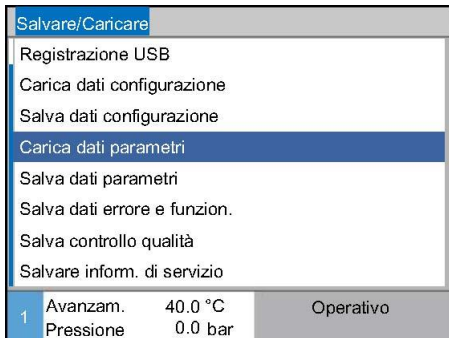 Salvare/Caricare
Registrazione USB
Carica dati configurazione
Salva dati configurazione
Carica dati parametri
Salva dati parametri
Salva dati errore e funzion.
Salva controllo qualità
Salvare inform. di servizio
1 Avanzam. 40.0 °C Operativo
Pressione 0.0 bar